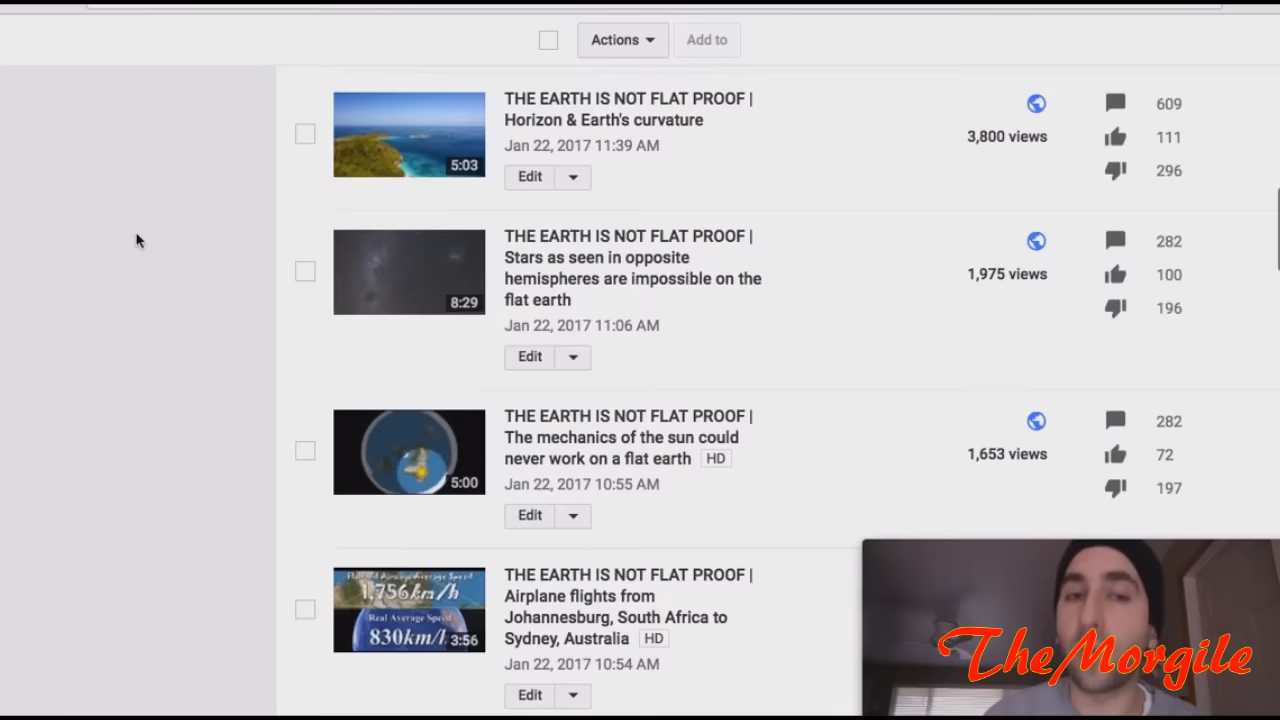 Actions
Add to
THE EARTH IS NOT FLAT PROOF |
Horizon & Earth's curvature
Jan 22, 2017 11:39 AM
Edit
5:03
3,800 views
609
111
296
THE EARTH IS NOT FLAT PROOF |
Stars as seen in opposite
hemispheres are impossible on the
flat earth
Jan 22, 2017 11:06 AM
Edit
8:29
1,975 views
282
100
196
THE EARTH IS NOT FLAT PROOF |
The mechanics of the sun could
never work on a flat earth HD
Jan 22, 2017 10:55 AM
Edit
5:00
1,653 views
282
72
197
THE EARTH IS NOT FLAT PROOF |
Airplane flights from
Johannesburg, South Africa to
Sydney, Australia HD
Jan 22, 2017 10:54 AM
Edit
Average Speed
1,756km/h
Real Average Speed
830km/
3:56
TheMorgile